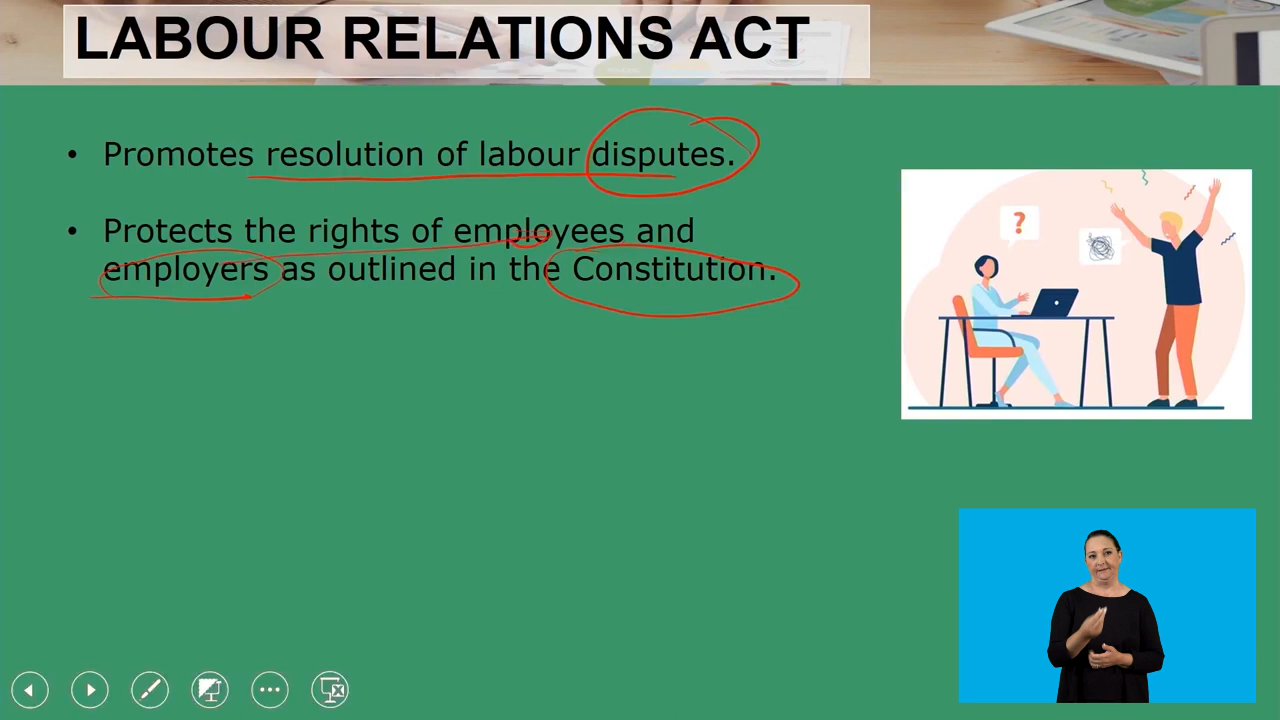 LABOUR RELATIONS ACT
• Promotes resolution of labour disputes.
• Protects the rights of employees and
employers as outlined in the Constitution.
?